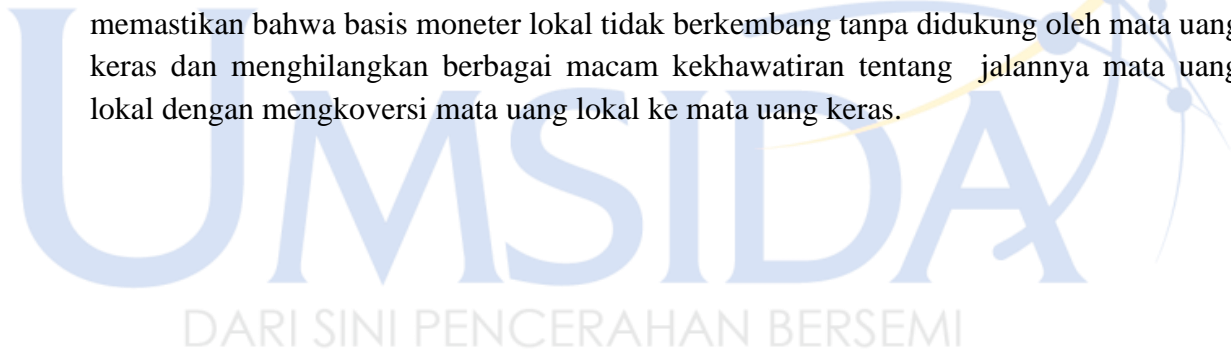 memastikan bahwa basis moneter lokal tidak berkembang tanpa didukung oleh mata uang
keras dan menghilangkan berbagai macam kekhawatiran tentang jalannya mata uang
lokal dengan mengkoversi mata uang lokal ke mata uang keras.
UMSIDA
DARI SINI PENCERAHAN BERSEMI